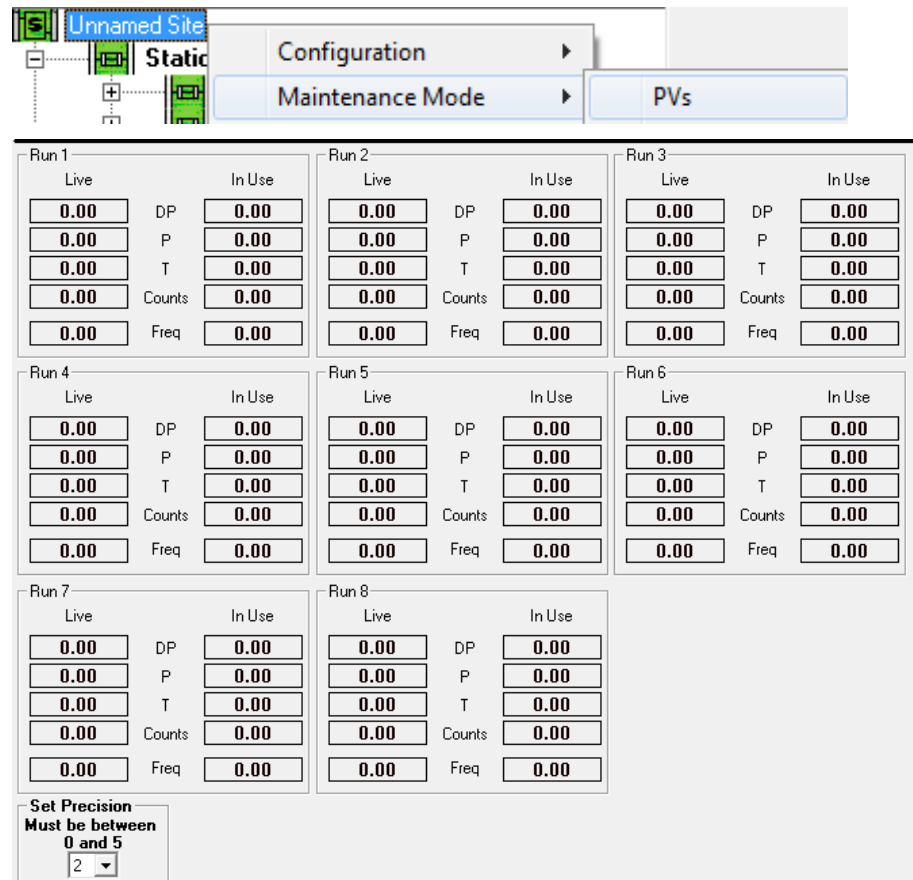 S Unnamed Site
Configuration
Static
Maintenance Mode PVs
Run 1 Run 2 Run 3
Live In Use Live In Use Live In Use
0.00 DP 0.00 0.00 DP 0.00 0.00 DP 0.00
0.00 P 0.00 0.00 P 0.00 0.00 P 0.00
0.00 T 0.00 0.00 T 0.00 0.00 T 0.00
0.00 Counts 0.00 0.00 Counts 0.00 0.00 Counts 0.00
0.00 Freq 0.00 0.00 Freq 0.00 0.00 Freq 0.00
Run 4 Run 5 Run 6
Live In Use Live In Use Live In Use
0.00 DP 0.00 0.00 DP 0.00 0.00 DP 0.00
0.00 P 0.00 0.00 P 0.00 0.00 P 0.00
0.00 T 0.00 0.00 T 0.00 0.00 T 0.00
0.00 Counts 0.00 0.00 Counts 0.00 0.00 Counts 0.00
0.00 Freq 0.00 0.00 Freq 0.00 0.00 Freq 0.00
Run 7 Run 8
Live In Use Live In Use
0.00 DP 0.00 0.00 DP 0.00
0.00 P 0.00 0.00 P 0.00
0.00 T 0.00 0.00 T 0.00
0.00 Counts 0.00 0.00 Counts 0.00
0.00 Freq 0.00 0.00 Freq 0.00
Set Precision
Must be between
0 and 5
2